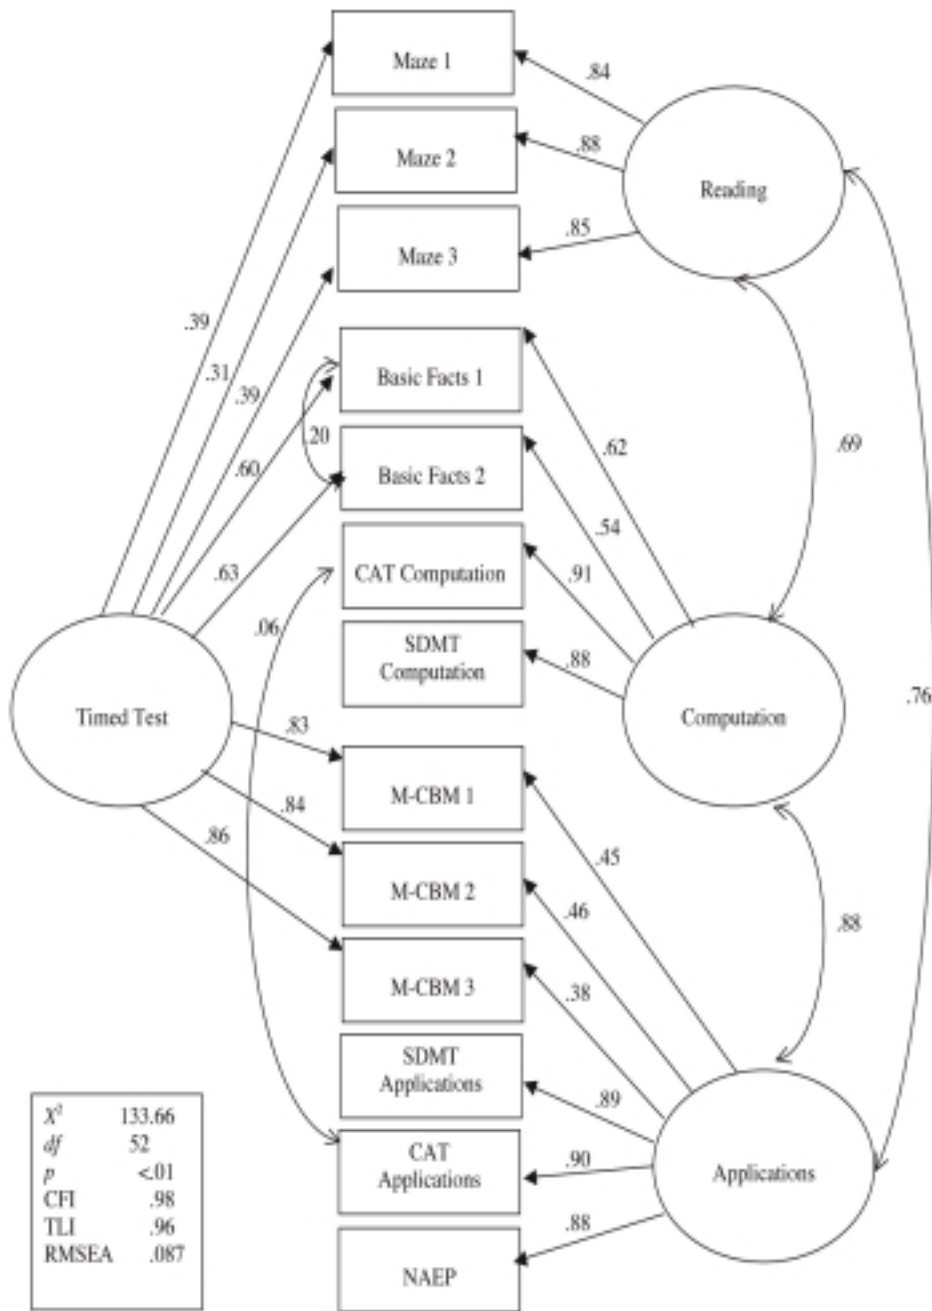 Maze 1
.84
Maze 2
.88
Reading
Maze 3
.85
.39
.31
.39
Basic Facts 1
.20
.60
.62
.69
Basic Facts 2
.54
.63
CAT Computation
.91
.06
SDMT
Computation
.88
Timed Test
Computation
.76
.83
M-CBM 1
.84
.45
.86
M-CBM 2
.46
.88
M-CBM 3
.38
SDMT
Applications
.89
CAT
Applications
.90
Applications
.88
NAEP
X² 133.66
df 52
p <.01
CFI .98
TLI .96
RMSEA .087